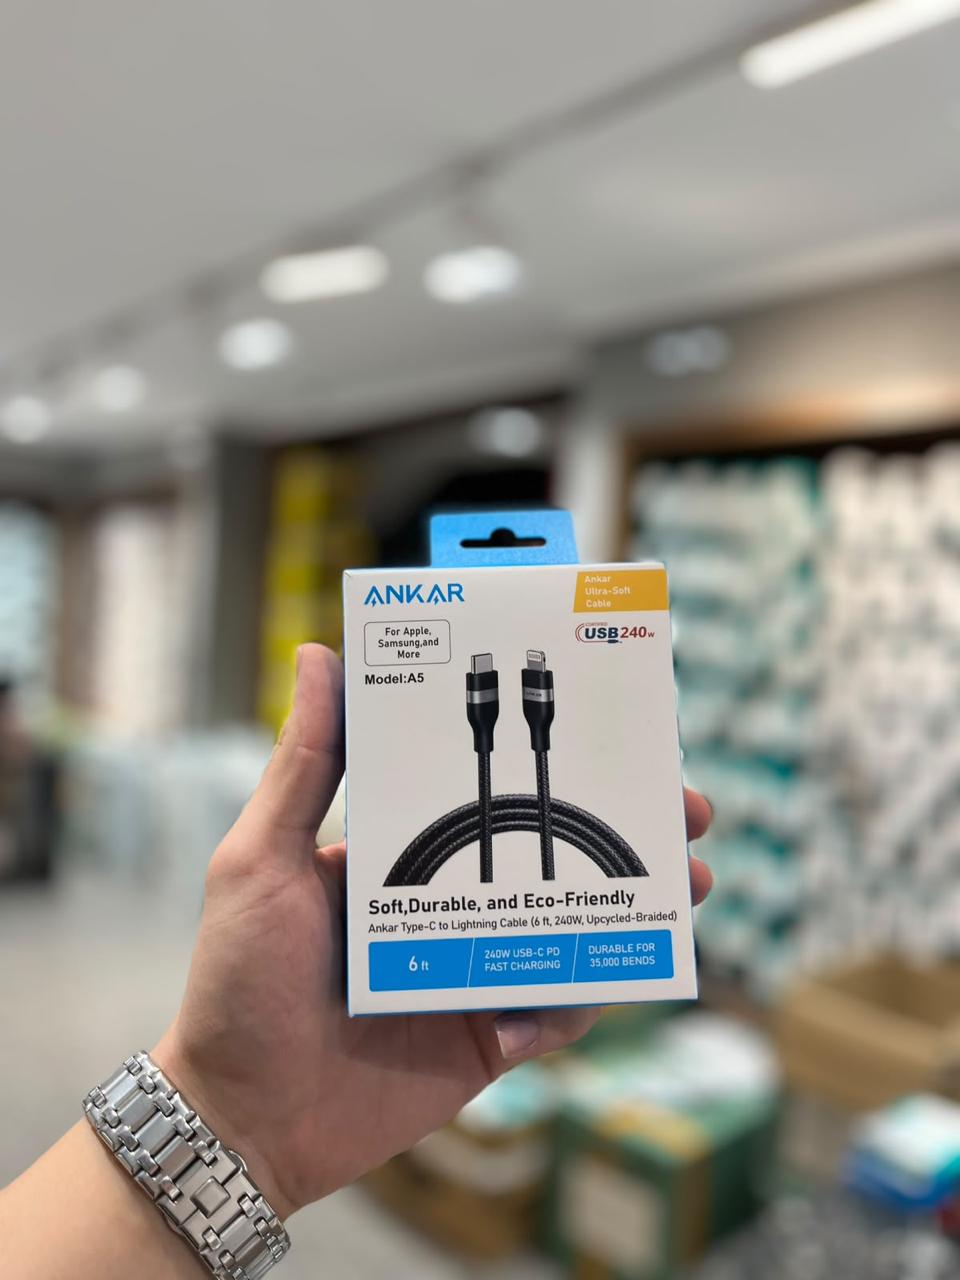 ANKAR
Ankar
Ultra-Soft
Cable
For Apple,
Samsung,and
More
CERTIFIED
USB 240W
Model:A5
Soft,Durable, and Eco-Friendly
Ankar Type-C to Lightning Cable (6 ft, 240W, Upcycled-Braided)
6 ft
240W USB-C PD
FAST CHARGING
DURABLE FOR
35,000 BENDS